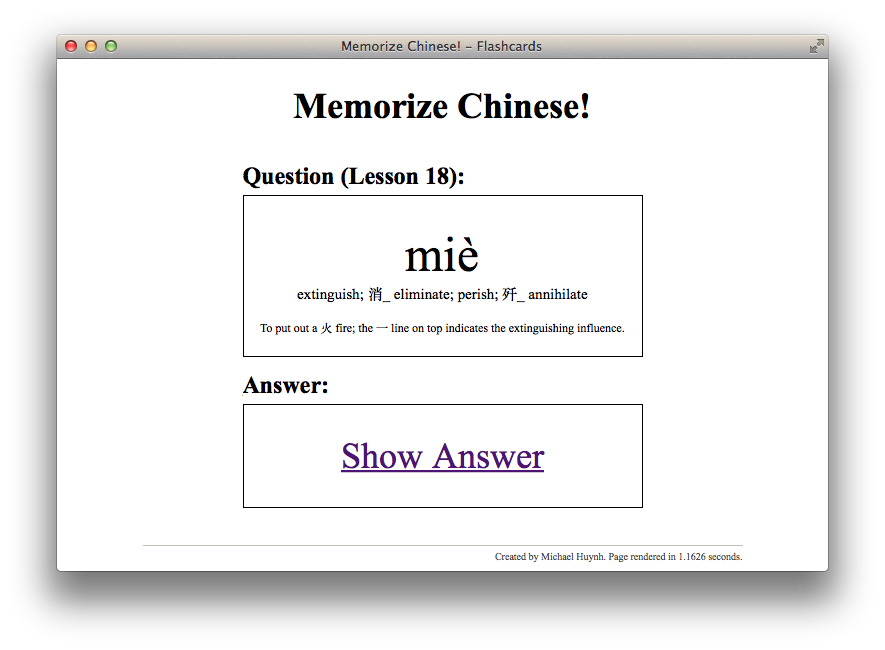 Memorize Chinese! – Flashcards
Memorize Chinese!
Question (Lesson 18):
miè
extinguish; 消_ eliminate; perish; 歼_ annihilate
To put out a 火 fire; the 一 line on top indicates the extinguishing influence.
Answer:
Show Answer
Created by Michael Huynh. Page rendered in 1.1626 seconds.